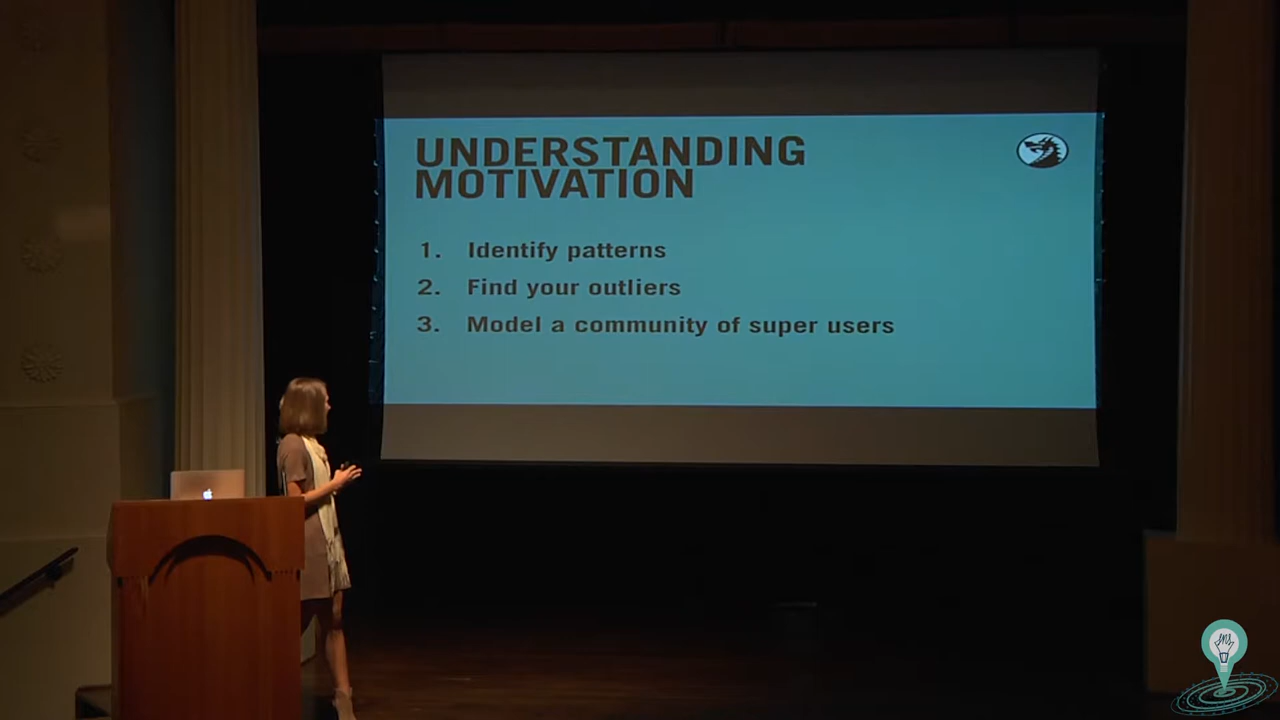 UNDERSTANDING
MOTIVATION
1. Identify patterns
2. Find your outliers
3. Model a community of super users